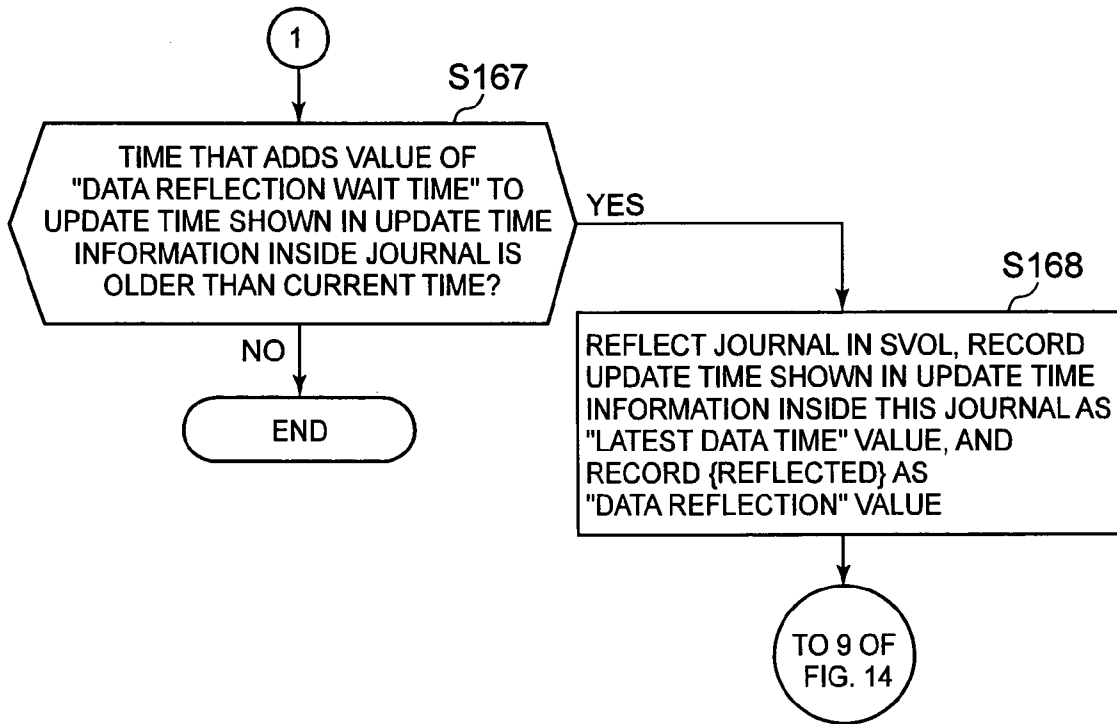 1
S167
TIME THAT ADDS VALUE OF
"DATA REFLECTION WAIT TIME" TO
UPDATE TIME SHOWN IN UPDATE TIME
INFORMATION INSIDE JOURNAL IS
OLDER THAN CURRENT TIME?
YES
NO
END
S168
REFLECT JOURNAL IN SVOL, RECORD
UPDATE TIME SHOWN IN UPDATE TIME
INFORMATION INSIDE THIS JOURNAL AS
"LATEST DATA TIME" VALUE, AND
RECORD {REFLECTED} AS
"DATA REFLECTION" VALUE
TO 9 OF
FIG. 14